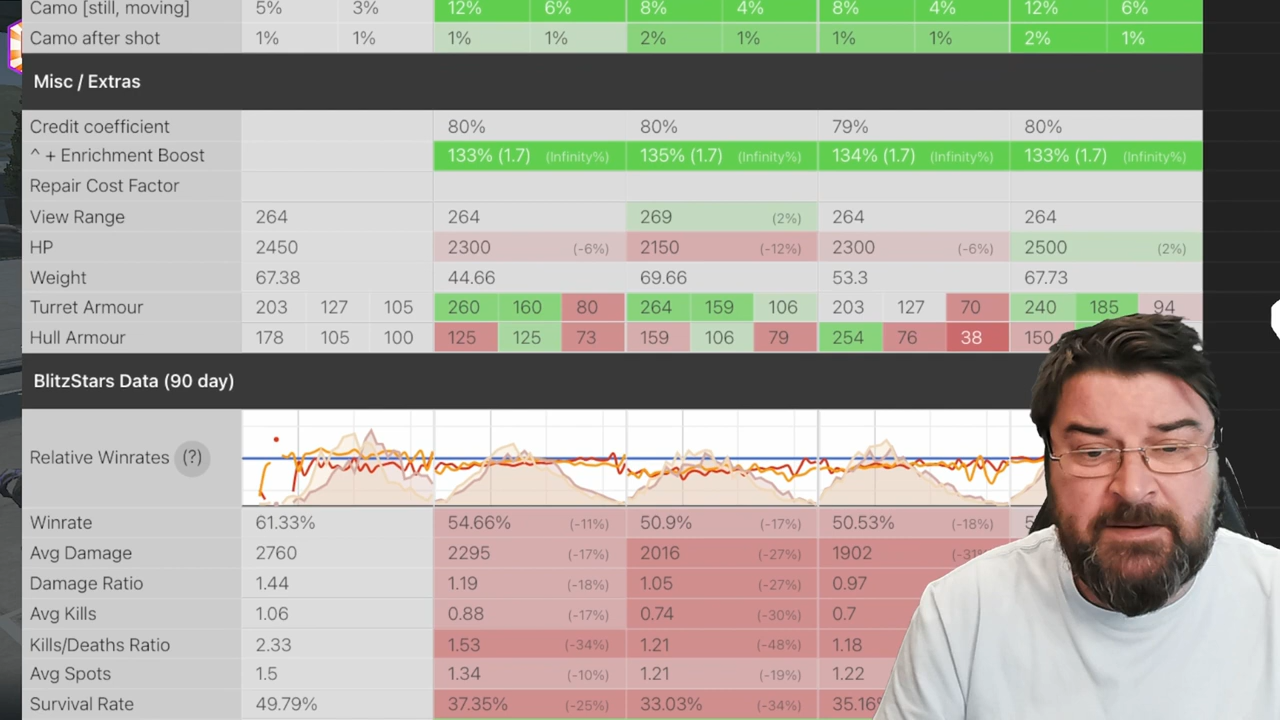 Camo [still, moving] 5% 3% 12% 6% 8% 4% 8% 4% 12% 6%
Camo after shot 1% 1% 1% 1% 2% 1% 1% 1% 2% 1%
Misc / Extras
Credit coefficient 80% 80% 79% 80%
^ + Enrichment Boost 133% (1.7) (Infinity%) 135% (1.7) (Infinity%) 134% (1.7) (Infinity%) 133% (1.7) (Infinity%)
Repair Cost Factor
View Range 264 264 269 (2%) 264 264
HP 2450 2300 (-6%) 2150 (-12%) 2300 (-6%) 2500 (2%)
Weight 67.38 44.66 69.66 53.3 67.73
Turret Armour 203 127 105 260 160 80 264 159 106 203 127 70 240 185 94
Hull Armour 178 105 100 125 125 73 159 106 79 254 76 38 150
BlitzStars Data (90 day)
Relative Winrates (?)
Winrate 61.33% 54.66% (-11%) 50.9% (-17%) 50.53% (-18%)
Avg Damage 2760 2295 (-17%) 2016 (-27%) 1902 (-31%
Damage Ratio 1.44 1.19 (-18%) 1.05 (-27%) 0.97
Avg Kills 1.06 0.88 (-17%) 0.74 (-30%) 0.7
Kills/Deaths Ratio 2.33 1.53 (-34%) 1.21 (-48%) 1.18
Avg Spots 1.5 1.34 (-10%) 1.21 (-19%) 1.22
Survival Rate 49.79% 37.35% (-25%) 33.03% (-34%) 35.16%